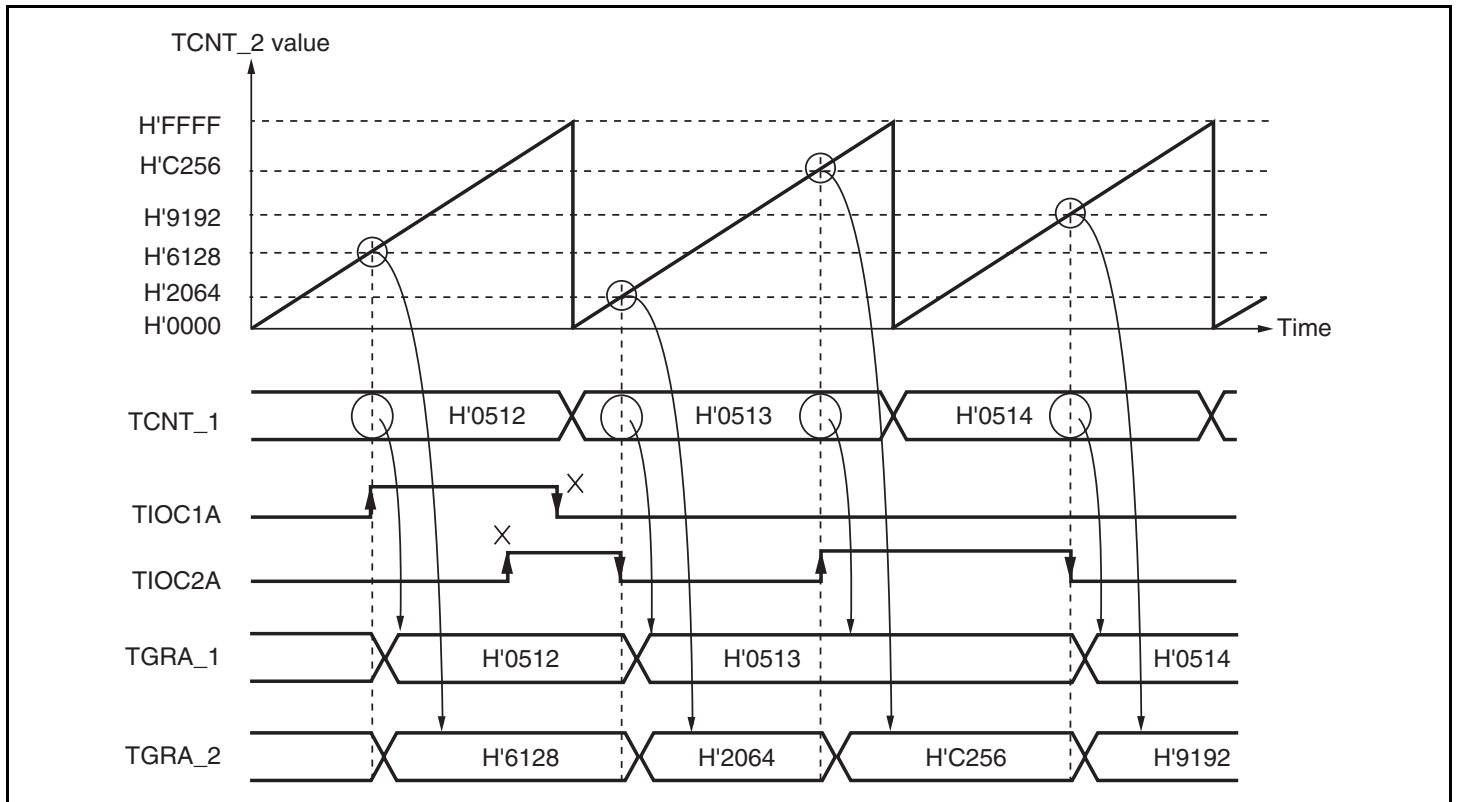 TCNT_2 value
H'FFFF
H'C256
H'9192
H'6128
H'2064
H'0000
Time
TCNT_1
H'0512
H'0513
H'0514
TIOC1A
TIOC2A
TGRA_1
H'0512
H'0513
H'0514
TGRA_2
H'6128
H'2064
H'C256
H'9192